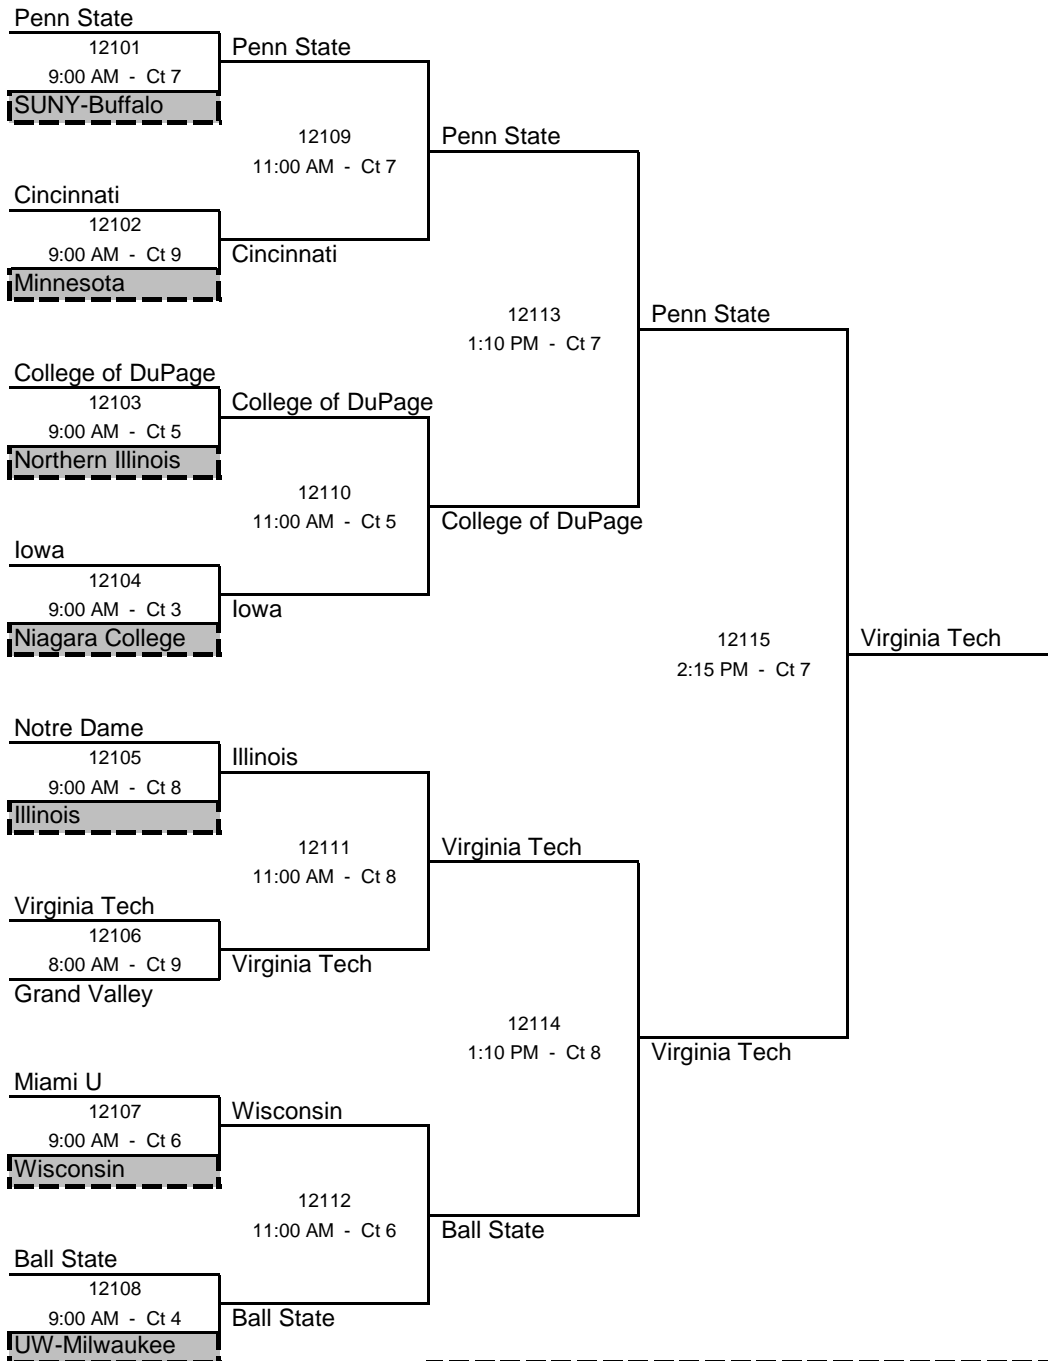 Penn State
12101
9:00 AM - Ct 7
SUNY-Buffalo
Penn State
12109
11:00 AM - Ct 7
Cincinnati
12102
9:00 AM - Ct 9
Minnesota
Cincinnati
Penn State
12113
1:10 PM - Ct 7
College of DuPage
12103
9:00 AM - Ct 5
Northern Illinois
College of DuPage
12110
11:00 AM - Ct 5
Iowa
12104
9:00 AM - Ct 3
Niagara College
Iowa
College of DuPage
Penn State
12115
2:15 PM - Ct 7
Virginia Tech
Notre Dame
12105
9:00 AM - Ct 8
Illinois
Illinois
12111
11:00 AM - Ct 8
Virginia Tech
12106
8:00 AM - Ct 9
Grand Valley
Virginia Tech
Virginia Tech
12114
1:10 PM - Ct 8
Virginia Tech
Miami U
12107
9:00 AM - Ct 6
Wisconsin
Wisconsin
12112
11:00 AM - Ct 6
Ball State
Ball State
12108
9:00 AM - Ct 4
UW-Milwaukee
Ball State